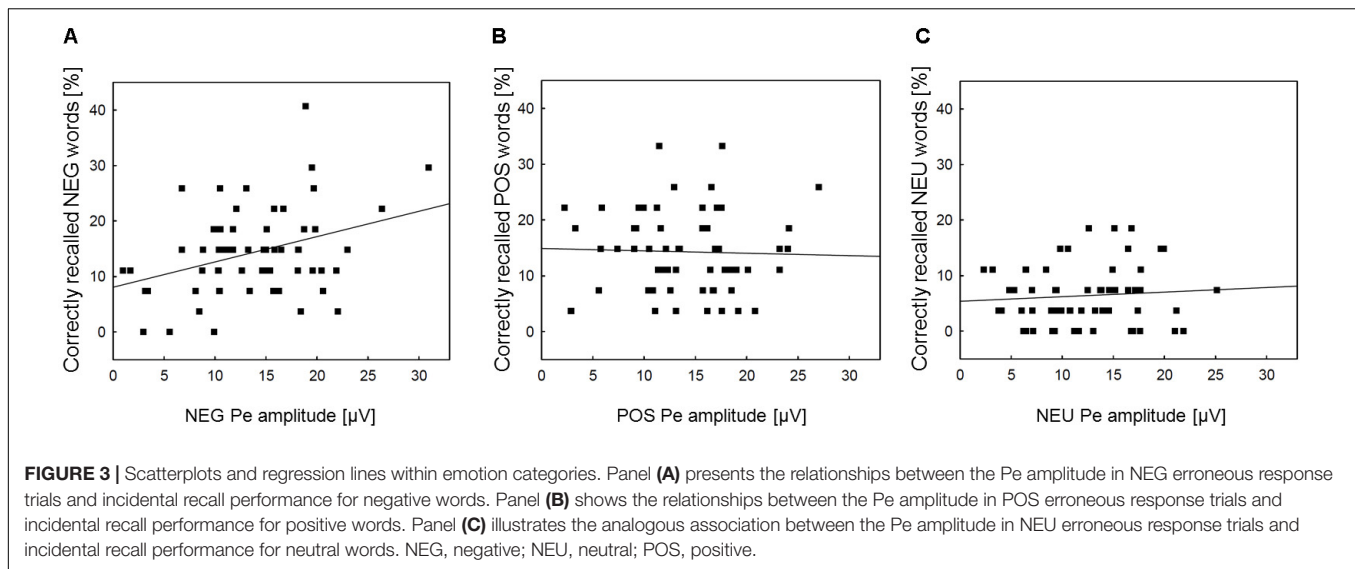 A
B
C
Correctly recalled NEG words [%]
40
30
20
10
0
0 5 10 15 20 25 30
NEG Pe amplitude [µV]
Correctly recalled POS words [%]
40
30
20
10
0
0 5 10 15 20 25 30
POS Pe amplitude [µV]
Correctly recalled NEU words [%]
40
30
20
10
0
0 5 10 15 20 25 30
NEU Pe amplitude [µV]
FIGURE 3 | Scatterplots and regression lines within emotion categories. Panel (A) presents the relationships between the Pe amplitude in NEG erroneous response
trials and incidental recall performance for negative words. Panel (B) shows the relationships between the Pe amplitude in POS erroneous response trials and
incidental recall performance for positive words. Panel (C) illustrates the analogous association between the Pe amplitude in NEU erroneous response trials and
incidental recall performance for neutral words. NEG, negative; NEU, neutral; POS, positive.